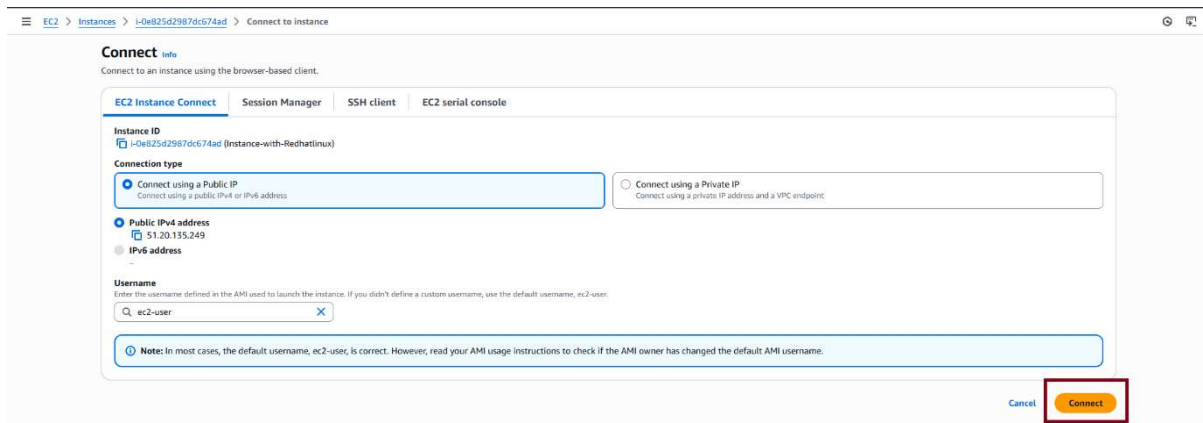 EC2 > Instances > i-0e825d2987dc674ad > Connect to instance
Connect Info
Connect to an instance using the browser-based client.
EC2 Instance Connect Session Manager SSH client EC2 serial console
Instance ID
i-0e825d2987dc674ad (Instance-with-Redhatlinux)
Connection type
Connect using a Public IP
Connect using a public IPv4 or IPv6 address
Connect using a Private IP
Connect using a private IP address and a VPC endpoint
Public IPv4 address
51.20.135.249
IPv6 address
–
Username
Enter the username defined in the AMI used to launch the instance. If you didn't define a custom username, use the default username, ec2-user.
ec2-user
Note: In most cases, the default username, ec2-user, is correct. However, read your AMI usage instructions to check if the AMI owner has changed the default AMI username.
Cancel Connect